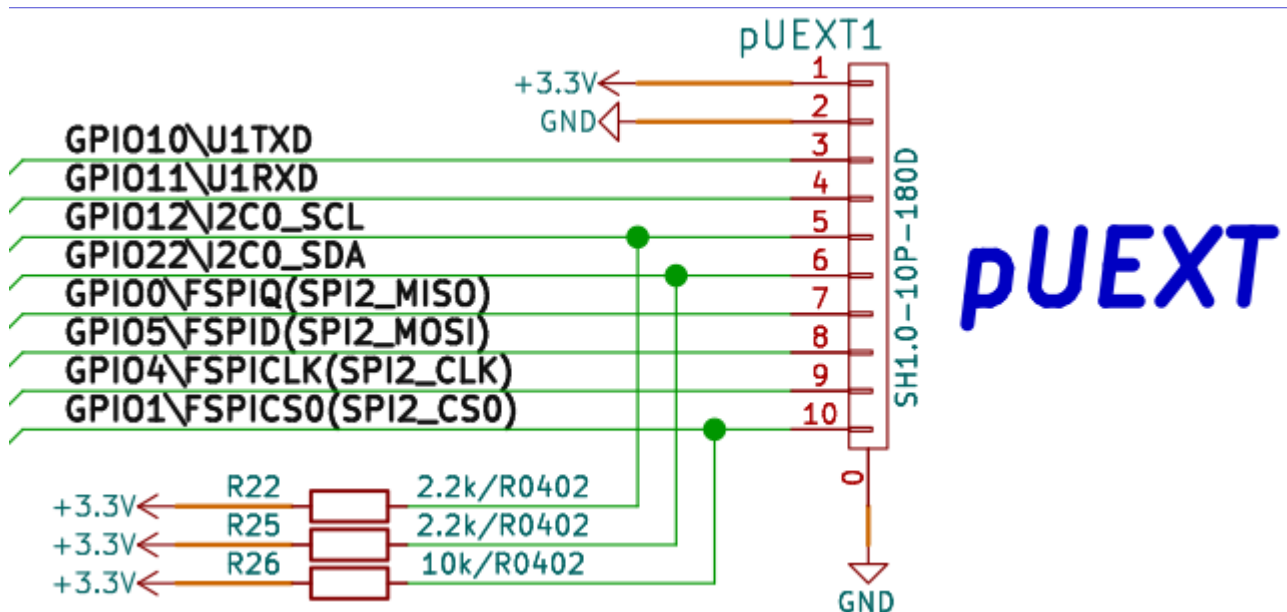 pUEXT1
+3.3V 1
GND 2
GPIO10\U1TXD 3
GPIO11\U1RXD 4
GPIO12\I2C0_SCL 5
GPIO22\I2C0_SDA 6
GPIO0\FSPIQ(SPI2_MISO) 7
GPIO5\FSPID(SPI2_MOSI) 8
GPIO4\FSPICLK(SPI2_CLK) 9
GPIO1\FSPICS0(SPI2_CS0) 10
SH1.0-10P-180D
pUEXT
0
GND
+3.3V R22 2.2k/R0402
+3.3V R25 2.2k/R0402
+3.3V R26 10k/R0402